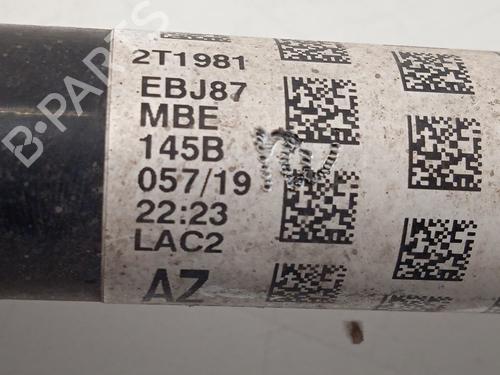 2T1981
EBJ87
MBE
145B
057/19
22:23
LAC2
AZ
B-PARTS